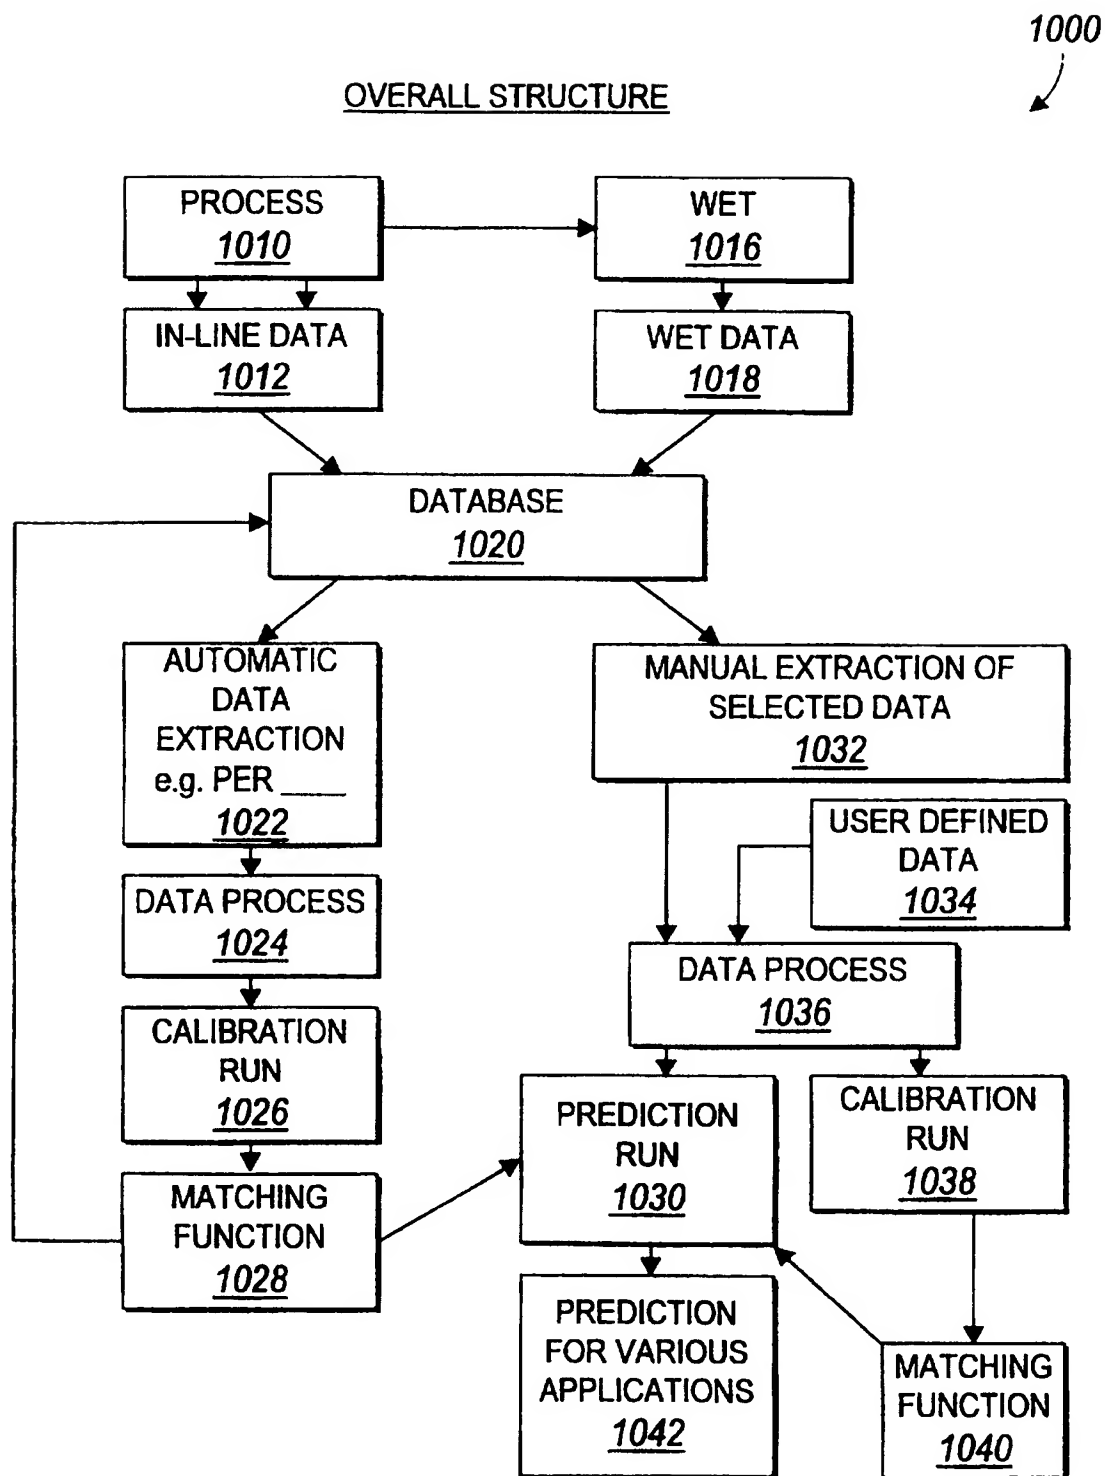 1000
OVERALL STRUCTURE
PROCESS
1010
WET
1016
IN-LINE DATA
1012
WET DATA
1018
DATABASE
1020
AUTOMATIC
DATA
EXTRACTION
e.g. PER ____
1022
MANUAL EXTRACTION OF
SELECTED DATA
1032
USER DEFINED
DATA
1034
DATA PROCESS
1024
DATA PROCESS
1036
CALIBRATION
RUN
1026
PREDICTION
RUN
1030
CALIBRATION
RUN
1038
MATCHING
FUNCTION
1028
PREDICTION
FOR VARIOUS
APPLICATIONS
1042
MATCHING
FUNCTION
1040